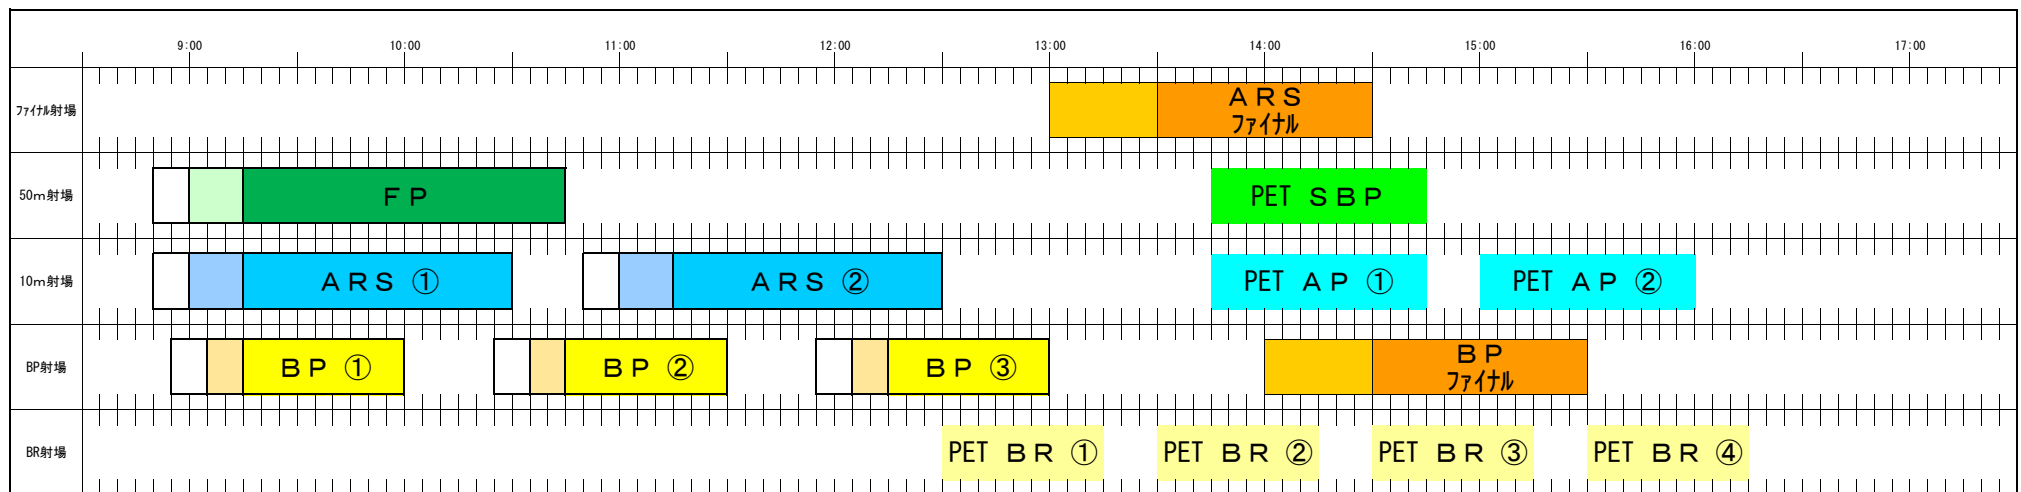 9:00 10:00 11:00 12:00 13:00 14:00 15:00 16:00 17:00
ﾌｧｲﾅﾙ射場
ＡＲＳ
ファイナル
50ｍ射場
ＦＰ
PET ＳＢＰ
10ｍ射場
ＡＲＳ ①
ＡＲＳ ②
PET ＡＰ ①
PET ＡＰ ②
BP射場
ＢＰ ①
ＢＰ ②
ＢＰ ③
ＢＰ
ファイナル
BR射場
PET ＢＲ ①
PET ＢＲ ②
PET ＢＲ ③
PET ＢＲ ④